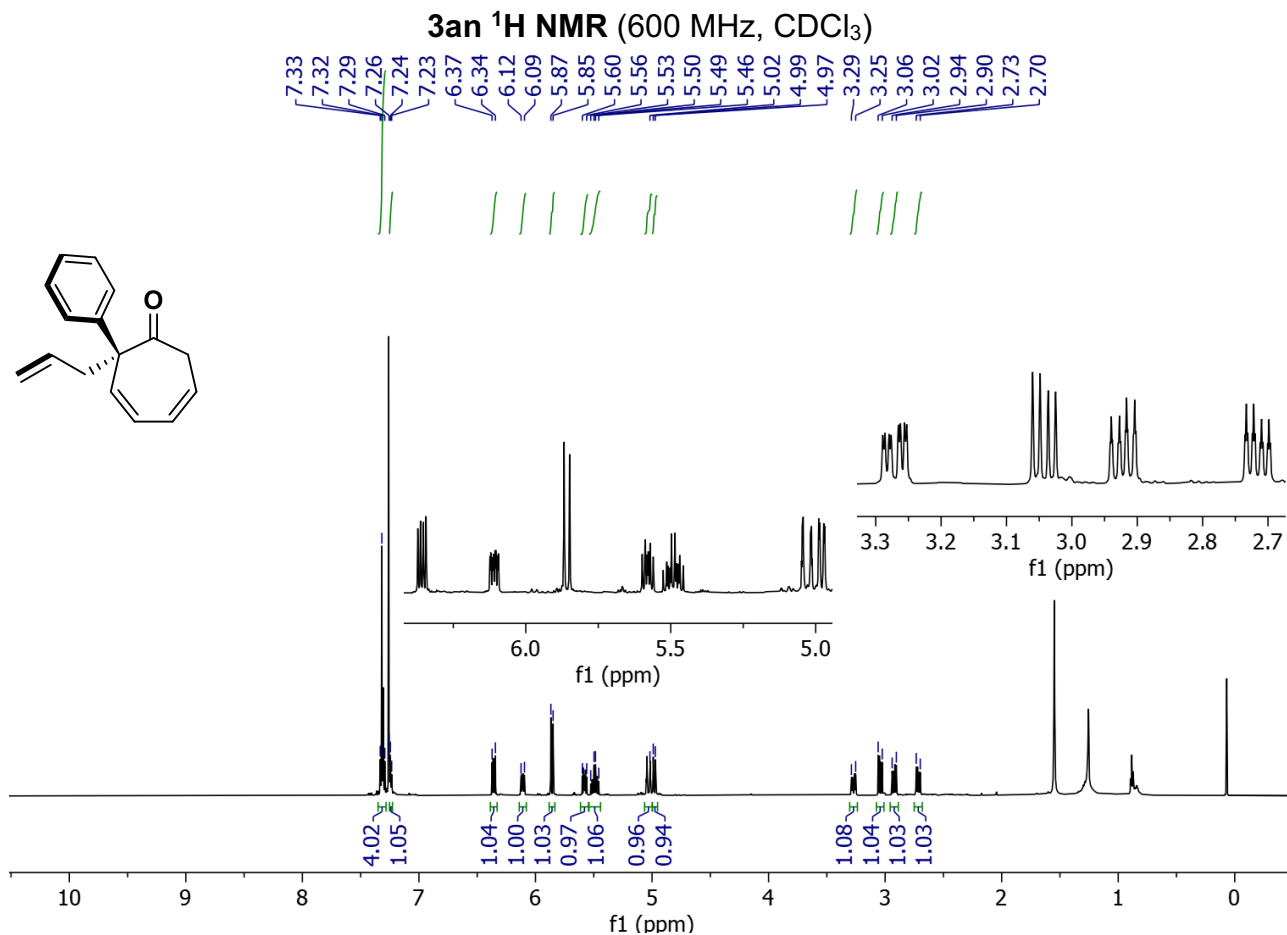 3an ¹H NMR (600 MHz, CDCl₃)
7.33 7.32 7.29 7.26 7.24 7.23 6.37 6.34 6.12 6.09 5.87 5.85 5.60 5.56 5.53 5.50 5.49 5.46 5.02 4.99 4.97 3.29 3.25 3.06 3.02 2.94 2.90 2.73 2.70
O
6.0 5.5 5.0
f1 (ppm)
3.3 3.2 3.1 3.0 2.9 2.8 2.7
f1 (ppm)
4.02 1.05 1.04 1.00 1.03 0.97 1.06 0.96 0.94 1.08 1.04 1.03 1.03
10 9 8 7 6 5 4 3 2 1 0
f1 (ppm)